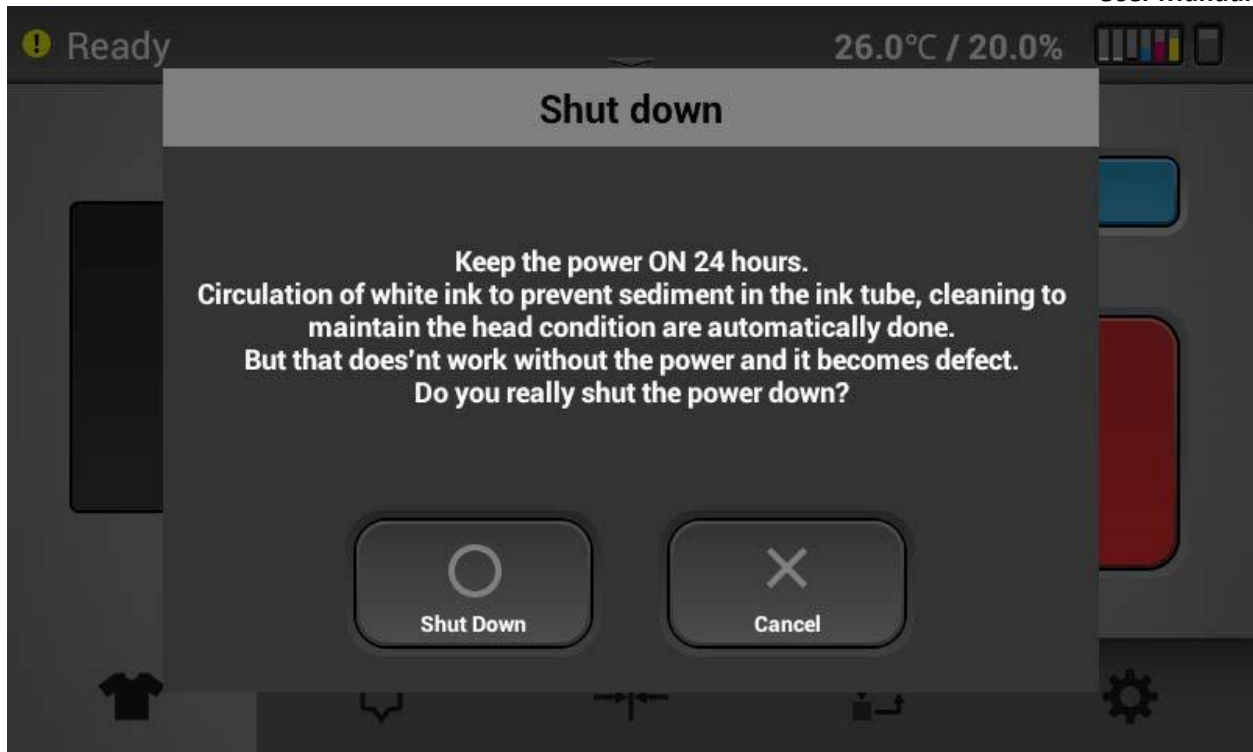 Ready
26.0℃ / 20.0%
Shut down
Keep the power ON 24 hours.
Circulation of white ink to prevent sediment in the ink tube, cleaning to
maintain the head condition are automatically done.
But that does'nt work without the power and it becomes defect.
Do you really shut the power down?
Shut Down
Cancel